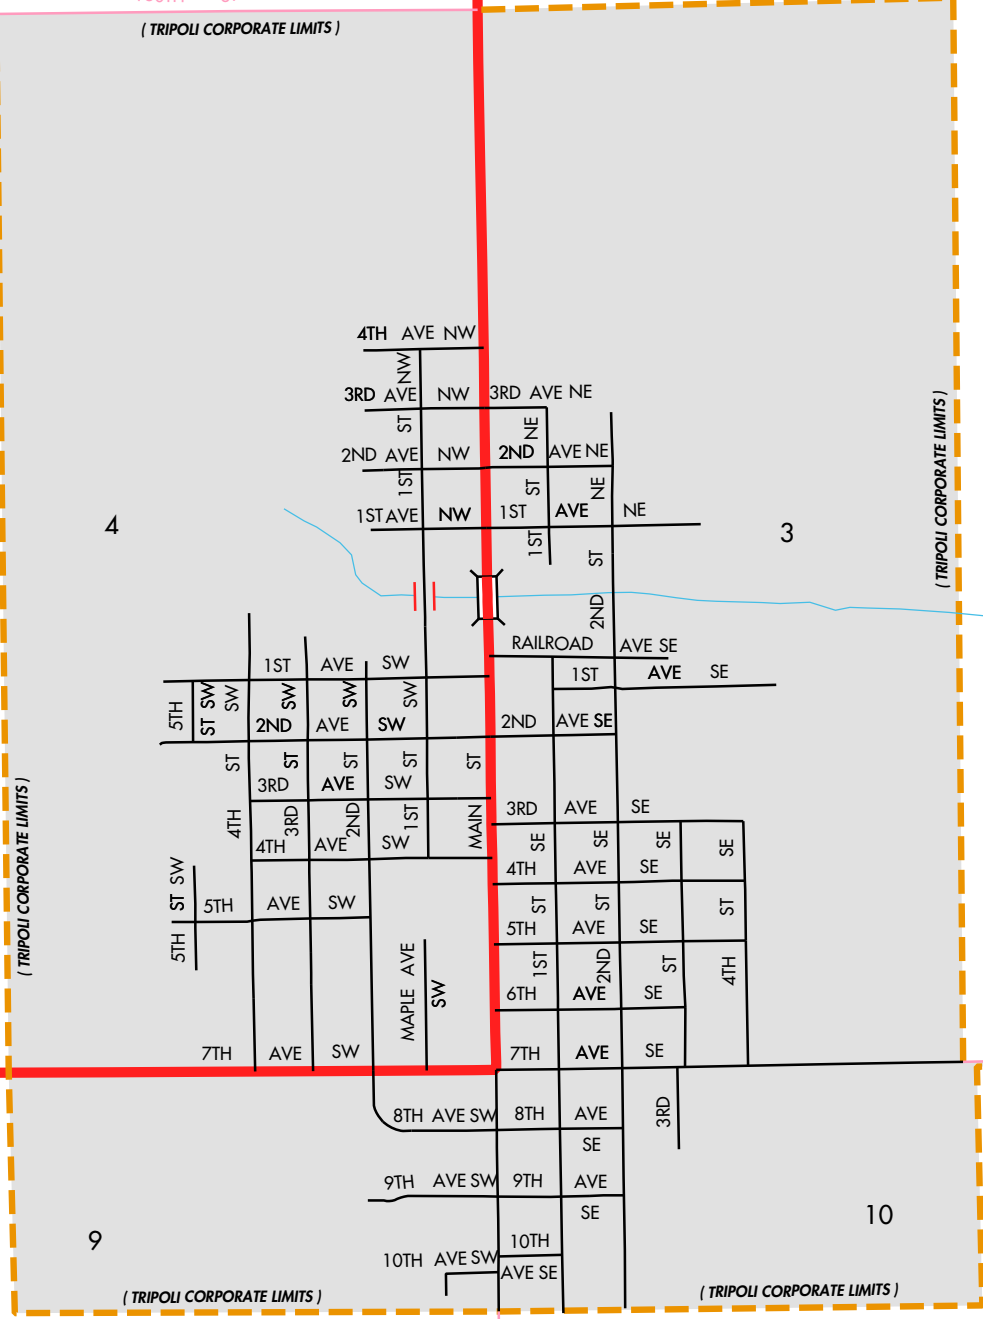 ( TRIPOLI CORPORATE LIMITS )
4TH AVE NW
NW
3RD AVE NW 3RD AVE NE
ST NE
2ND AVE NW 2ND AVE NE
1ST ST NE
1ST AVE NW 1ST AVE NE
4
3
1ST ST
( TRIPOLI CORPORATE LIMITS )
2ND
RAILROAD AVE SE
1ST AVE SW
1ST AVE SE
5TH ST SW SW SW SW SW
2ND AVE SW 2ND AVE SE
ST ST ST ST ST
3RD AVE SW
3RD AVE SE
4TH 3RD 2ND 1ST MAIN
4TH AVE SW
SE SE SE SE
4TH AVE SE
( TRIPOLI CORPORATE LIMITS )
5TH ST SW
5TH AVE SW
ST ST ST
5TH AVE SE
1ST 2ND ST 4TH
MAPLE AVE SW
6TH AVE SE
7TH AVE SW 7TH AVE SE
3RD
8TH AVE SW 8TH AVE
SE
9TH AVE SW 9TH AVE
SE
10
9
10TH
10TH AVE SW
AVE SE
( TRIPOLI CORPORATE LIMITS )
( TRIPOLI CORPORATE LIMITS )